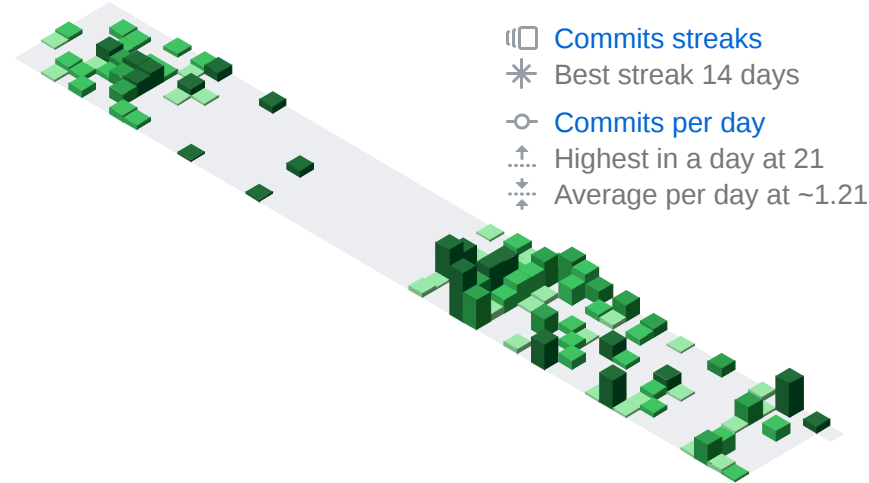 Commits streaks
Best streak 14 days
Commits per day
Highest in a day at 21
Average per day at ~1.21